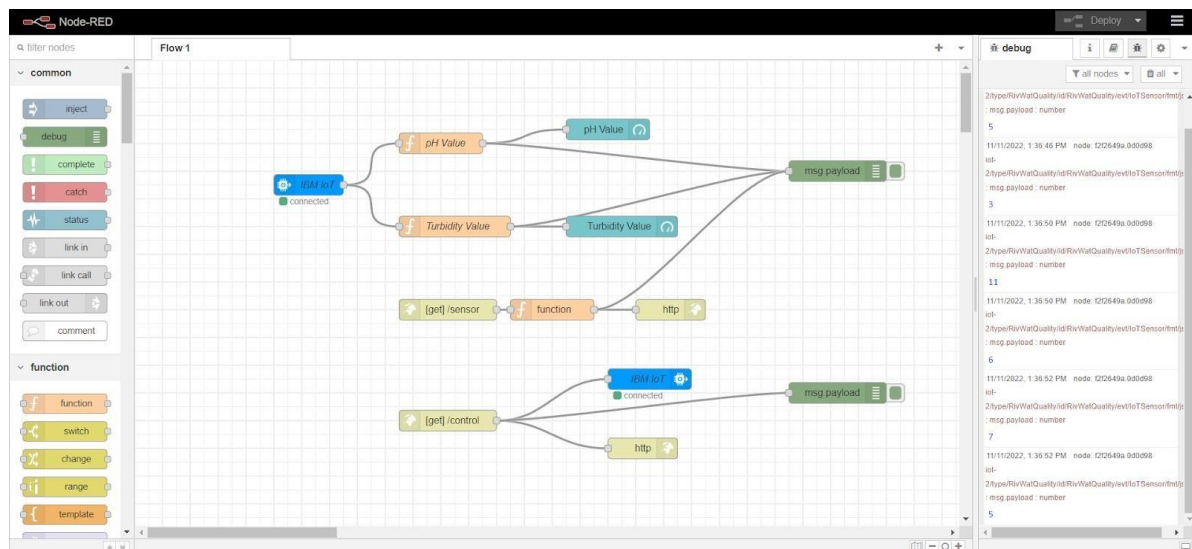 Node-RED
Deploy
filter nodes
Flow 1
debug
i
all nodes
all
common
inject
debug
complete
catch
status
link in
link call
link out
comment
function
function
switch
change
range
template
pH Value
pH Value
IBM IoT
connected
msg.payload
Turbidity Value
Turbidity Value
[get] /sensor
function
http
IBM IoT
connected
msg.payload
[get] /control
http
2/type/RivWatQuality/id/RivWatQuality/evt/IoTSensor/fmt/js
: msg.payload : number
5
11/11/2022, 1:36:46 PM node: f2f2649a.0d0d98
iot-
2/type/RivWatQuality/id/RivWatQuality/evt/IoTSensor/fmt/js
: msg.payload : number
3
11/11/2022, 1:36:50 PM node: f2f2649a.0d0d98
iot-
2/type/RivWatQuality/id/RivWatQuality/evt/IoTSensor/fmt/js
: msg.payload : number
11
11/11/2022, 1:36:50 PM node: f2f2649a.0d0d98
iot-
2/type/RivWatQuality/id/RivWatQuality/evt/IoTSensor/fmt/js
: msg.payload : number
6
11/11/2022, 1:36:52 PM node: f2f2649a.0d0d98
iot-
2/type/RivWatQuality/id/RivWatQuality/evt/IoTSensor/fmt/js
: msg.payload : number
7
11/11/2022, 1:36:52 PM node: f2f2649a.0d0d98
iot-
2/type/RivWatQuality/id/RivWatQuality/evt/IoTSensor/fmt/js
: msg.payload : number
5